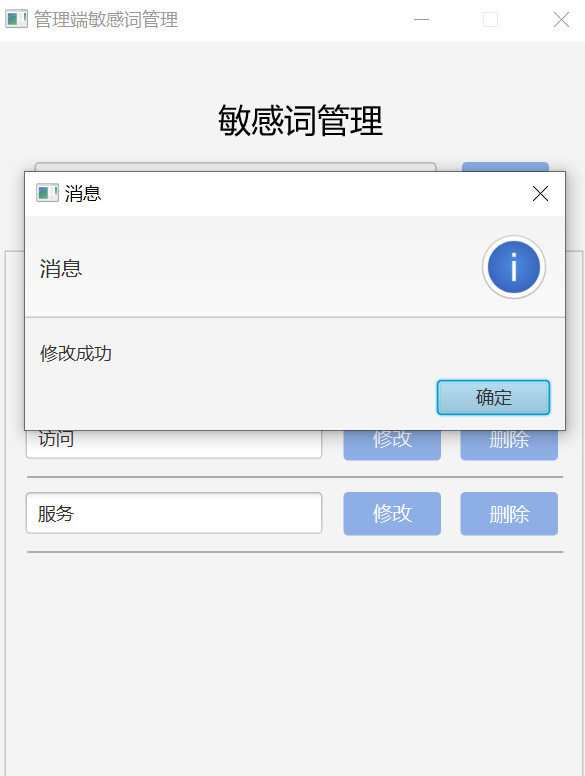 管理端敏感词管理
敏感词管理
消息
消息
修改成功
确定
访问 修改 删除
服务 修改 删除